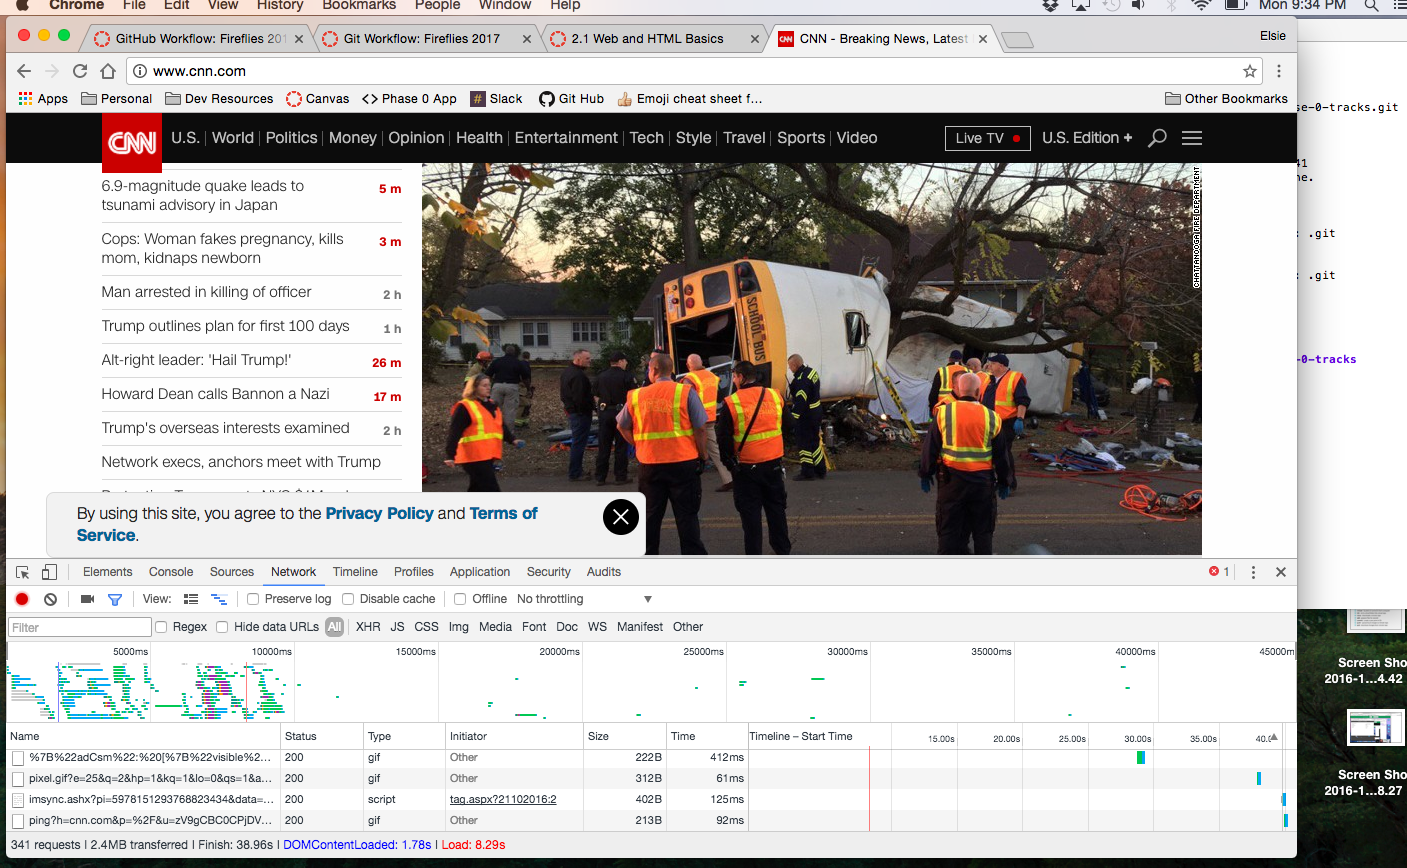 Chrome File Edit View History Bookmarks People Window Help Mon 9:34 PM
GitHub Workflow: Fireflies 201 Git Workflow: Fireflies 2017 2.1 Web and HTML Basics CNN - Breaking News, Latest Elsie
www.cnn.com
Apps Personal Dev Resources Canvas <> Phase 0 App # Slack Git Hub Emoji cheat sheet f... Other Bookmarks
se-0-tracks.git
CNN U.S. World Politics Money Opinion Health Entertainment Tech Style Travel Sports Video Live TV U.S. Edition +
41
ne.
6.9-magnitude quake leads to
tsunami advisory in Japan 5 m
Cops: Woman fakes pregnancy, kills
mom, kidnaps newborn 3 m
Man arrested in killing of officer 2 h
Trump outlines plan for first 100 days 1 h
Alt-right leader: 'Hail Trump!' 26 m
Howard Dean calls Bannon a Nazi 17 m
Trump's overseas interests examined 2 h
Network execs, anchors meet with Trump
CHATTANOOGA FIRE DEPARTMENT
SCHOOL BUS
: .git
: .git
-0-tracks
By using this site, you agree to the Privacy Policy and Terms of
Service.
Elements Console Sources Network Timeline Profiles Application Security Audits 1
View: Preserve log Disable cache Offline No throttling
Filter Regex Hide data URLs All XHR JS CSS Img Media Font Doc WS Manifest Other
5000ms 10000ms 15000ms 20000ms 25000ms 30000ms 35000ms 40000ms 45000m
Name Status Type Initiator Size Time Timeline – Start Time 15.00s 20.00s 25.00s 30.00s 35.00s 40.0
%7B%22adCsm%22:%20[%7B%22visible%2... 200 gif Other 222B 412ms
pixel.gif?e=25&q=2&hp=1&kq=1&lo=0&qs=1&a... 200 gif Other 312B 61ms
imsync.ashx?pi=5978151293768823434&data=... 200 script tag.aspx?21102016:2 402B 125ms
ping?h=cnn.com&p=%2F&u=zV9gCBC0CPjDV... 200 gif Other 213B 92ms
341 requests | 2.4MB transferred | Finish: 38.96s | DOMContentLoaded: 1.78s | Load: 8.29s
Screen Sho
2016-1...4.42
Screen Sho
2016-1...8.27